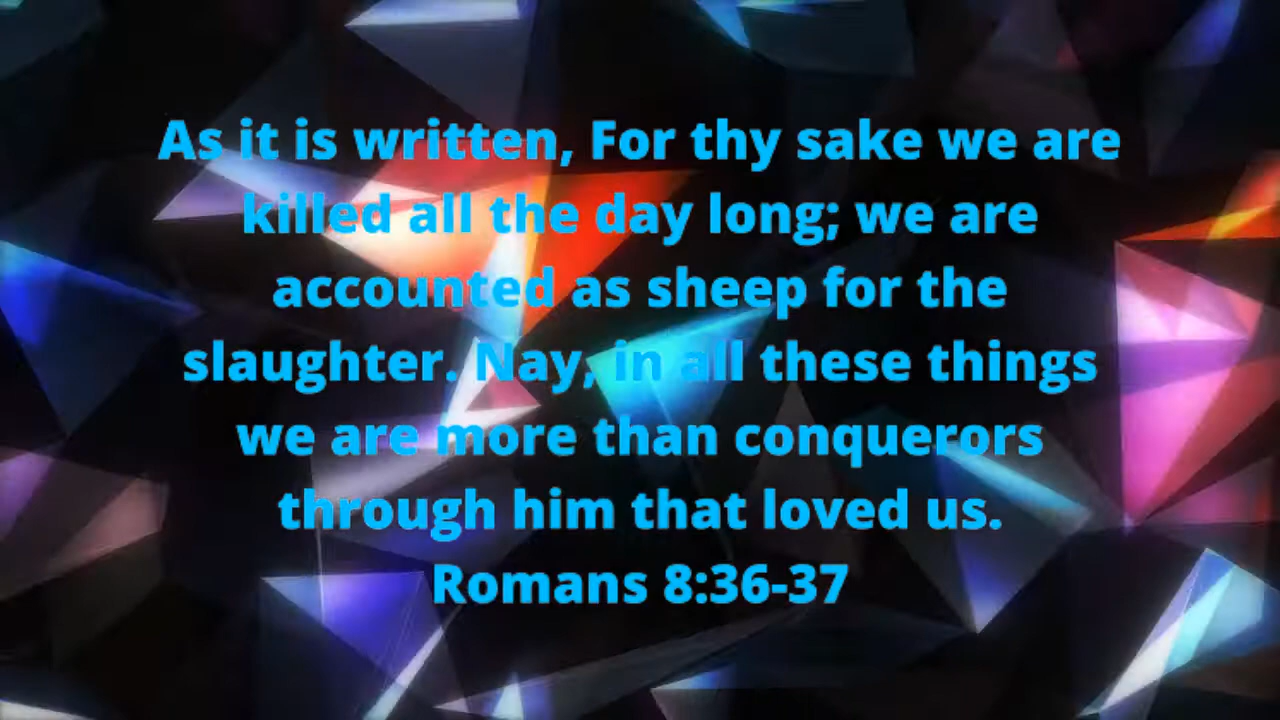 As it is written, For thy sake we are
killed all the day long; we are
accounted as sheep for the
slaughter. Nay, in all these things
we are more than conquerors
through him that loved us.
Romans 8:36-37